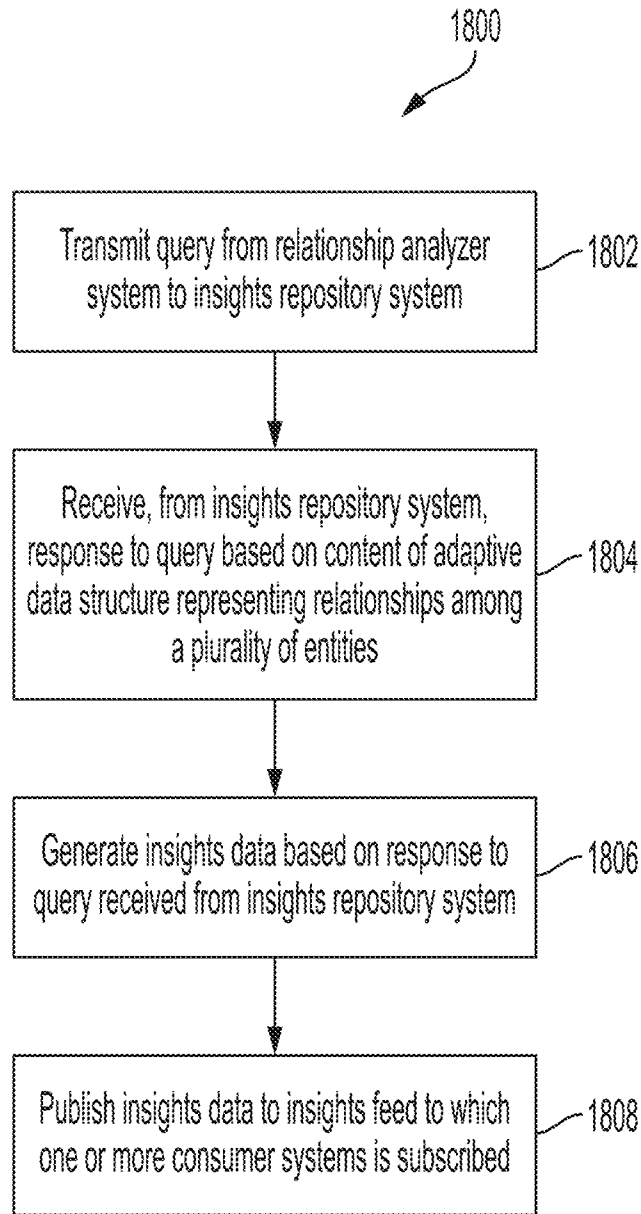 1800
Transmit query from relationship analyzer
system to insights repository system
1802
Receive, from insights repository system,
response to query based on content of adaptive
data structure representing relationships among
a plurality of entities
1804
Generate insights data based on response to
query received from insights repository system
1806
Publish insights data to insights feed to which
one or more consumer systems is subscribed
1808